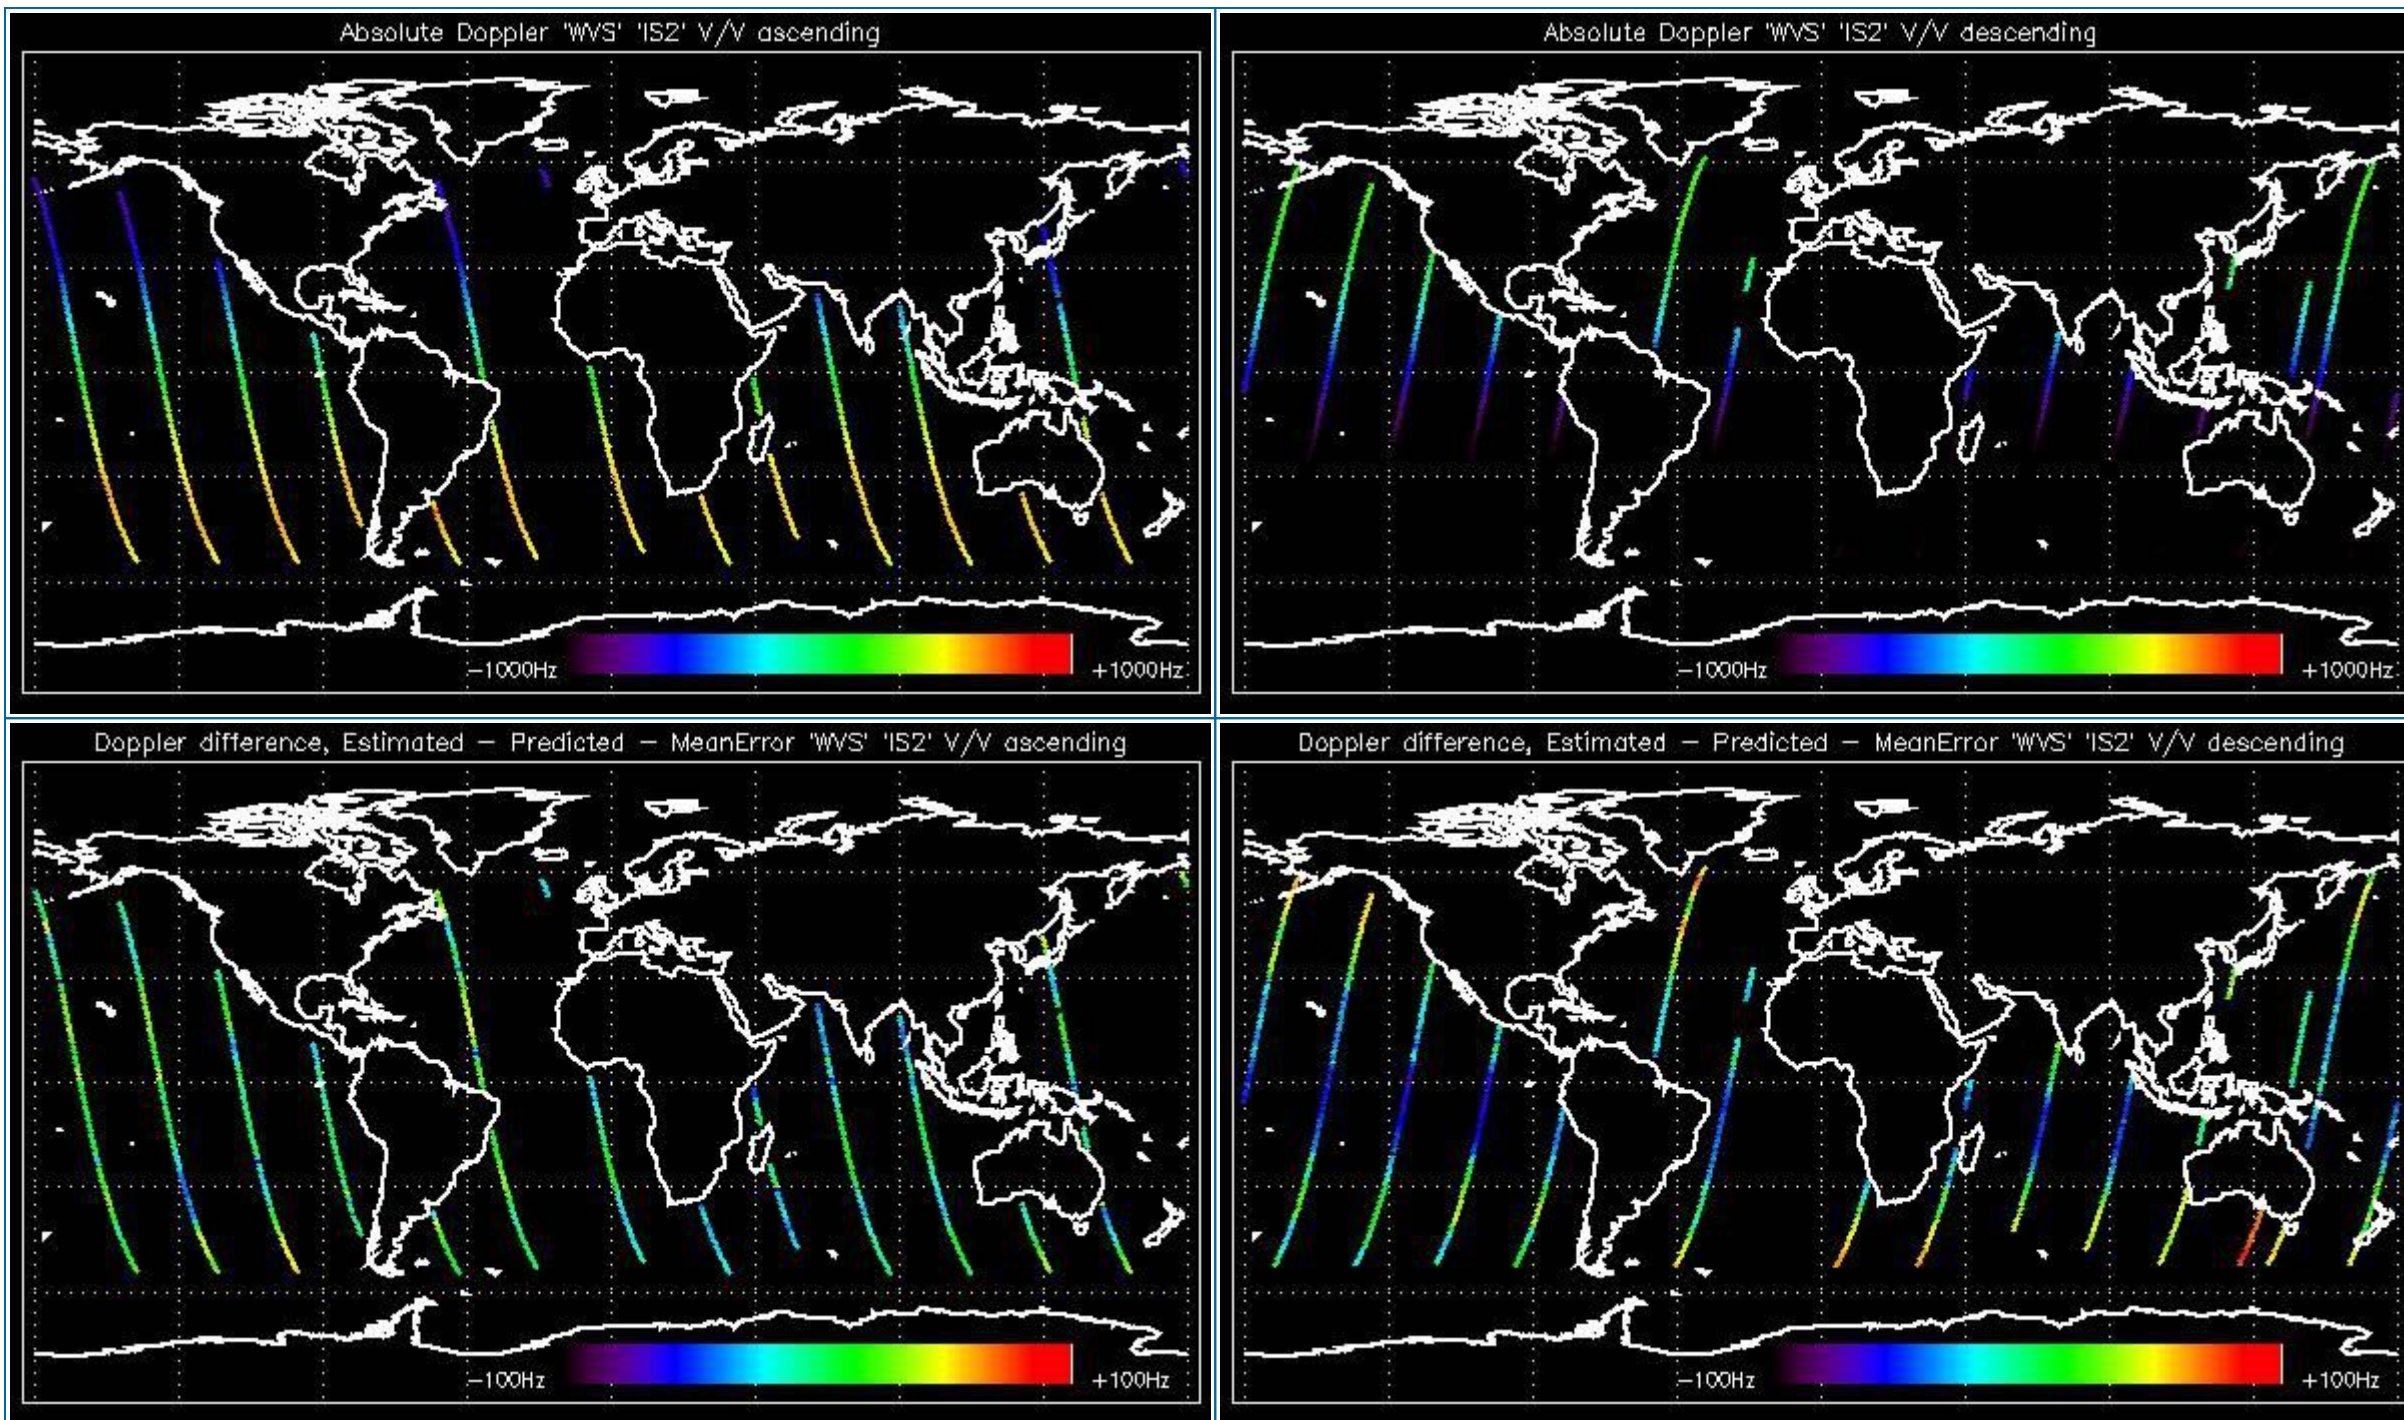 Absolute Doppler 'WVS' 'IS2' V/V ascending
-1000Hz
+1000Hz
Absolute Doppler 'WVS' 'IS2' V/V descending
-1000Hz
+1000Hz
Doppler difference, Estimated - Predicted - MeanError 'WVS' 'IS2' V/V ascending
-100Hz
+100Hz
Doppler difference, Estimated - Predicted - MeanError 'WVS' 'IS2' V/V descending
-100Hz
+100Hz